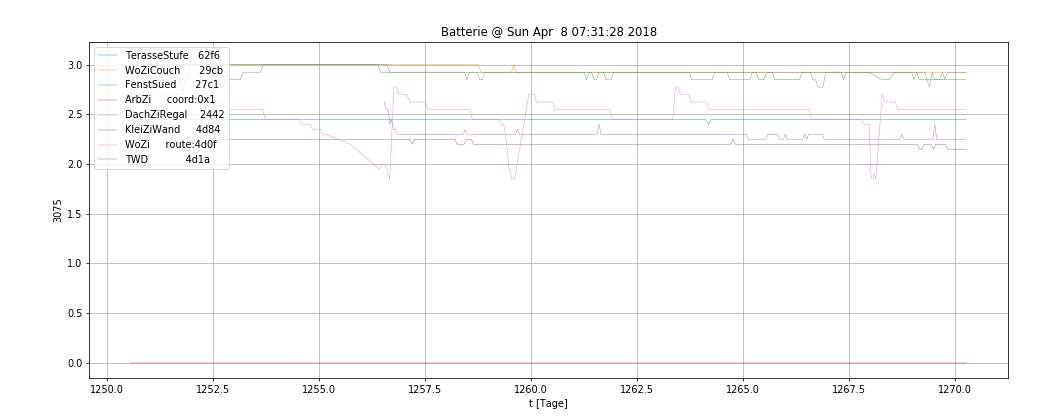 Batterie @ Sun Apr  8 07:31:28 2018
TerasseStufe   62f6
WoZiCouch      29cb
FenstSued      27c1
ArbZi     coord:0x1
DachZiRegal   2442
KleiZiWand     4d84
WoZi     route:4d0f
TWD            4d1a
3.0
2.5
2.0
1.5
1.0
0.5
0.0
3075
1250.0 1252.5 1255.0 1257.5 1260.0 1262.5 1265.0 1267.5 1270.0
t [Tage]